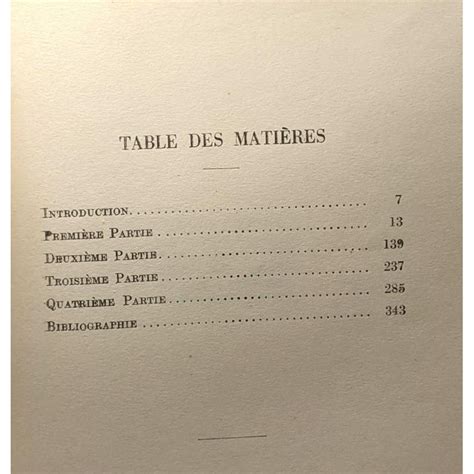 TABLE DES MATIÈRES
INTRODUCTION. . . . . . . . . . . . . . . . . . . . . . . . . . . . . . 7
PREMIÈRE PARTIE . . . . . . . . . . . . . . . . . . . . . . . . . . . 13
DEUXIÈME PARTIE. . . . . . . . . . . . . . . . . . . . . . . . . . . 139
TROISIÈME PARTIE. . . . . . . . . . . . . . . . . . . . . . . . . . 237
QUATRIÈME PARTIE. . . . . . . . . . . . . . . . . . . . . . . . . 285
BIBLIOGRAPHIE . . . . . . . . . . . . . . . . . . . . . . . . . . . . 343